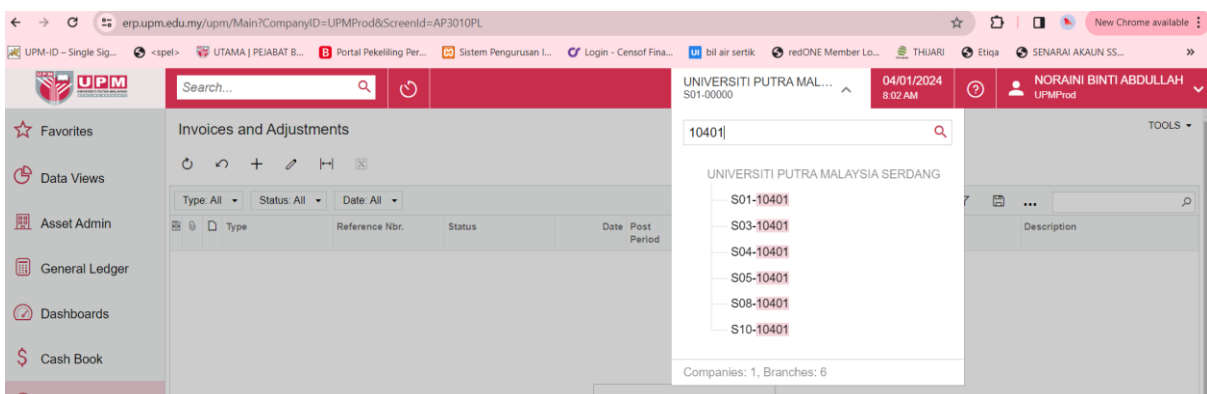 erp.upm.edu.my/upm/Main?CompanyID=UPMProd&ScreenId=AP3010PL
New Chrome available
UPM-ID – Single Sig...
<spel>
UTAMA | PEJABAT B...
Portal Pekeliling Per...
Sistem Pengurusan I...
Login - Censof Fina...
bil air sertik
redONE Member Lo...
THIJARI
Etiqa
SENARAI AKAUN SS...
»
UPM
Search...
UNIVERSITI PUTRA MAL...
S01-00000
04/01/2024
8:02 AM
NORAINI BINTI ABDULLAH
UPMProd
Favorites
Data Views
Asset Admin
General Ledger
Dashboards
Cash Book
Invoices and Adjustments
TOOLS
Type: All
Status: All
Date: All
Type
Reference Nbr.
Status
Date
Post
Period
Description
10401
UNIVERSITI PUTRA MALAYSIA SERDANG
S01-10401
S03-10401
S04-10401
S05-10401
S08-10401
S10-10401
Companies: 1, Branches: 6